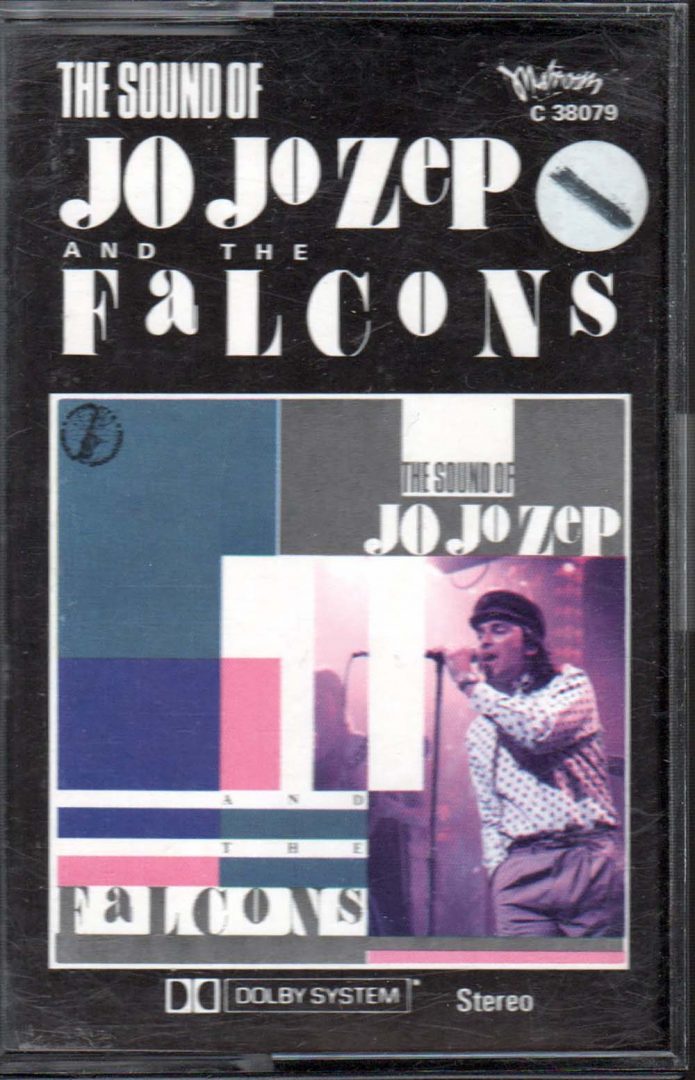 THE SOUND OF
Mushroom
C 38079
JO JO ZeP
AND THE
FaLCoNs
THE SOUND OF
JO JO ZeP
AND
THE
FaLCoNs
DOLBY SYSTEM
Stereo